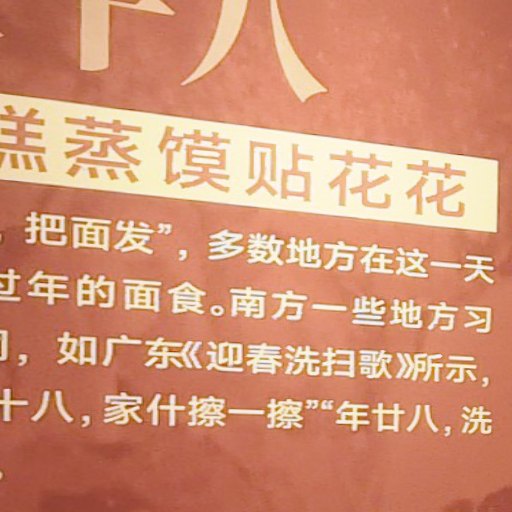 十八
糕蒸馍贴花花
，把面发”，多数地方在这一天
过年的面食。南方一些地方习
，如广东《迎春洗扫歌》所示，
十八，家什擦一擦”“年廿八，洗